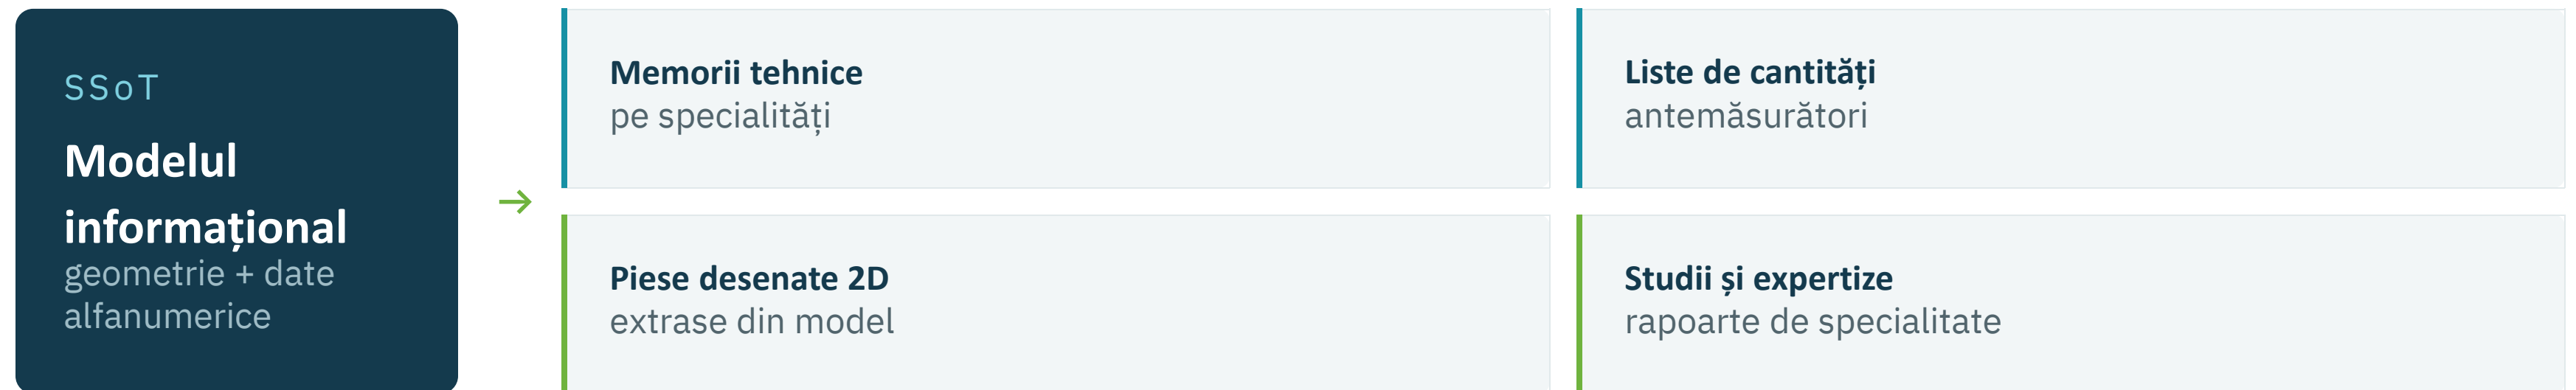 SSoT
Modelul
informațional
geometrie + date
alfanumerice
→
Memorii tehnice
pe specialități
Liste de cantități
antemăsurători
Piese desenate 2D
extrase din model
Studii și expertize
rapoarte de specialitate